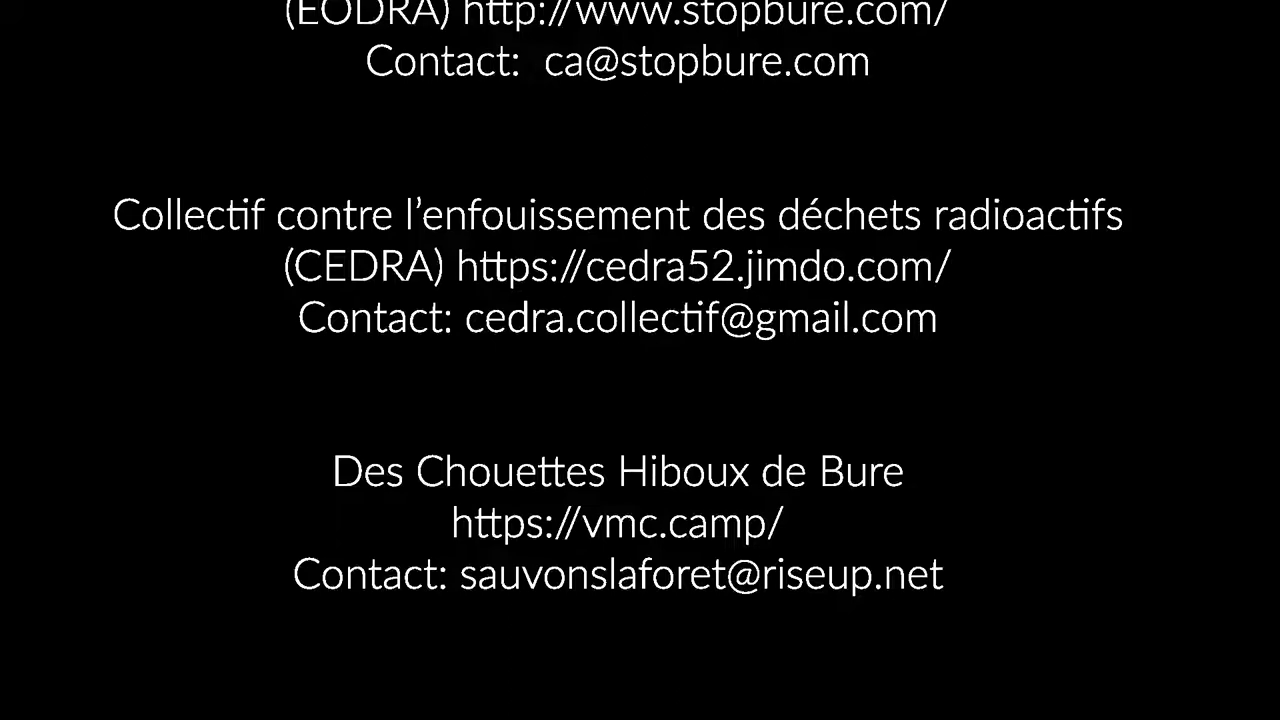 (EODRA) http://www.stopbure.com/
Contact:  ca@stopbure.com
Collectif contre l’enfouissement des déchets radioactifs
(CEDRA) https://cedra52.jimdo.com/
Contact: cedra.collectif@gmail.com
Des Chouettes Hiboux de Bure
https://vmc.camp/
Contact: sauvonslaforet@riseup.net